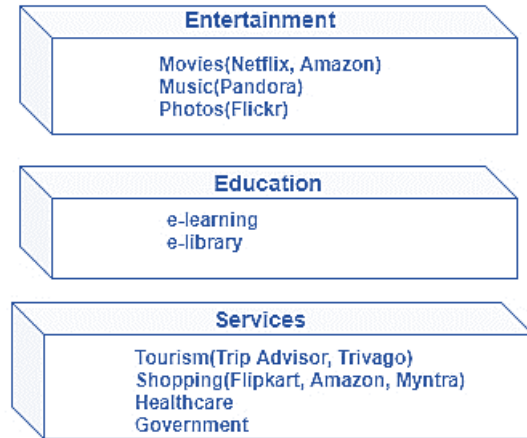 Entertainment
Movies(Netflix, Amazon)
Music(Pandora)
Photos(Flickr)
Education
e-learning
e-library
Services
Tourism(Trip Advisor, Trivago)
Shopping(Flipkart, Amazon, Myntra)
Healthcare
Government